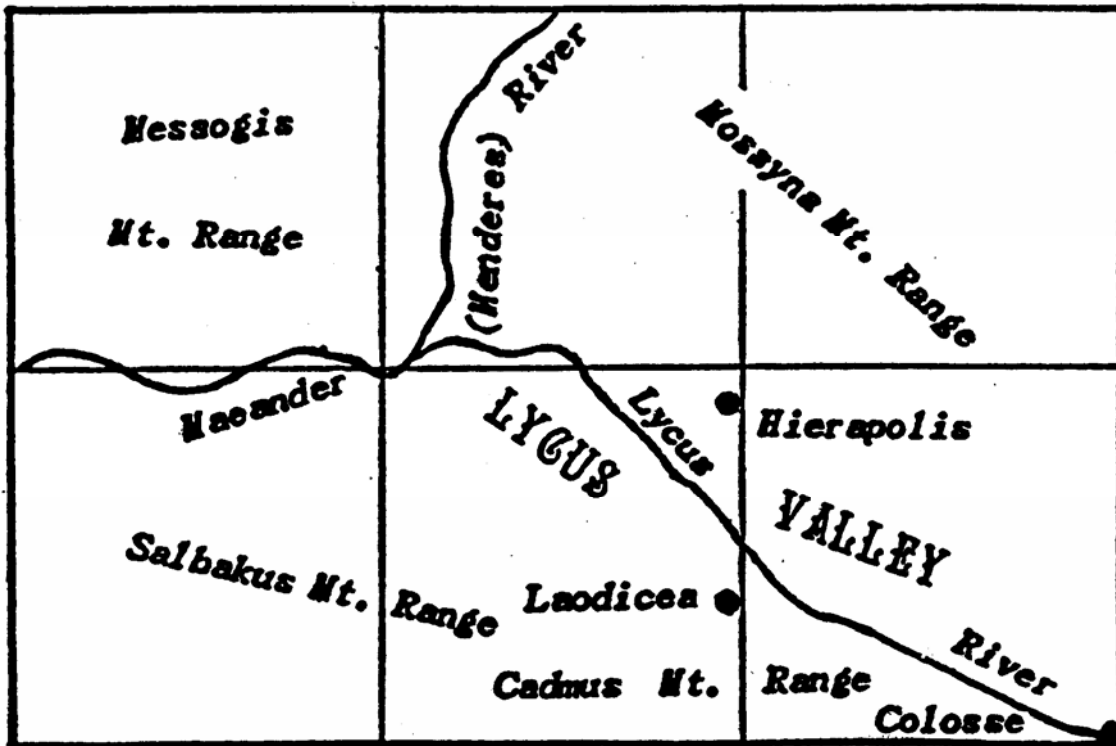 Messogis
Mt. Range
(Menderes) River
Mossyna Mt. Range
Maeander
LYCUS
Lycus
Hierapolis
VALLEY
Salbakus Mt. Range
Laodicea
River
Cadmus Mt. Range
Colosse